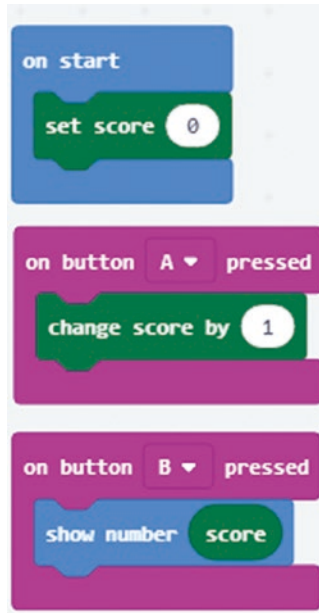 on start
set score 0
on button A pressed
change score by 1
on button B pressed
show number score